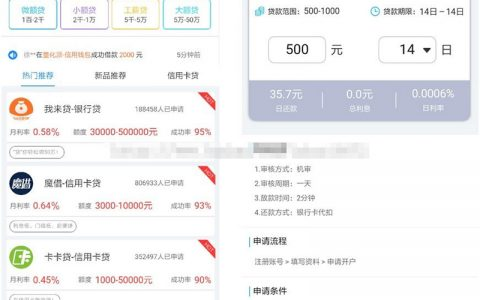 微额贷
1百-2千
小额贷
2千-1万
工薪贷
5千-5万
大额贷
5万-50万
你**在量化派-信用钱包成功借款 2000 元
5分钟前
热门推荐
新品推荐
信用卡贷
我来贷-银行贷
188458人已申请
月利率 0.58% 额度 30000-500000元 成功率 95%
魔借
魔借-信用卡贷
806933人已申请
月利率 0.64% 额度 3000-10000元 成功率 93%
卡卡贷-信用卡贷
352497人已申请
月利率 0.45% 额度 1000-50000元 成功率 90%
贷款范围：500-1000
贷款期限：14日－14日
500 元
14 日
35.7元
日还款
0.0元
总利息
0.0006%
日利率
1.审核方式：机审
2.审核周期：一天
3.放款时间：2分钟
4.还款方式：银行卡代扣
申请流程
注册账号 > 填写资料 > 申请开户
申请条件